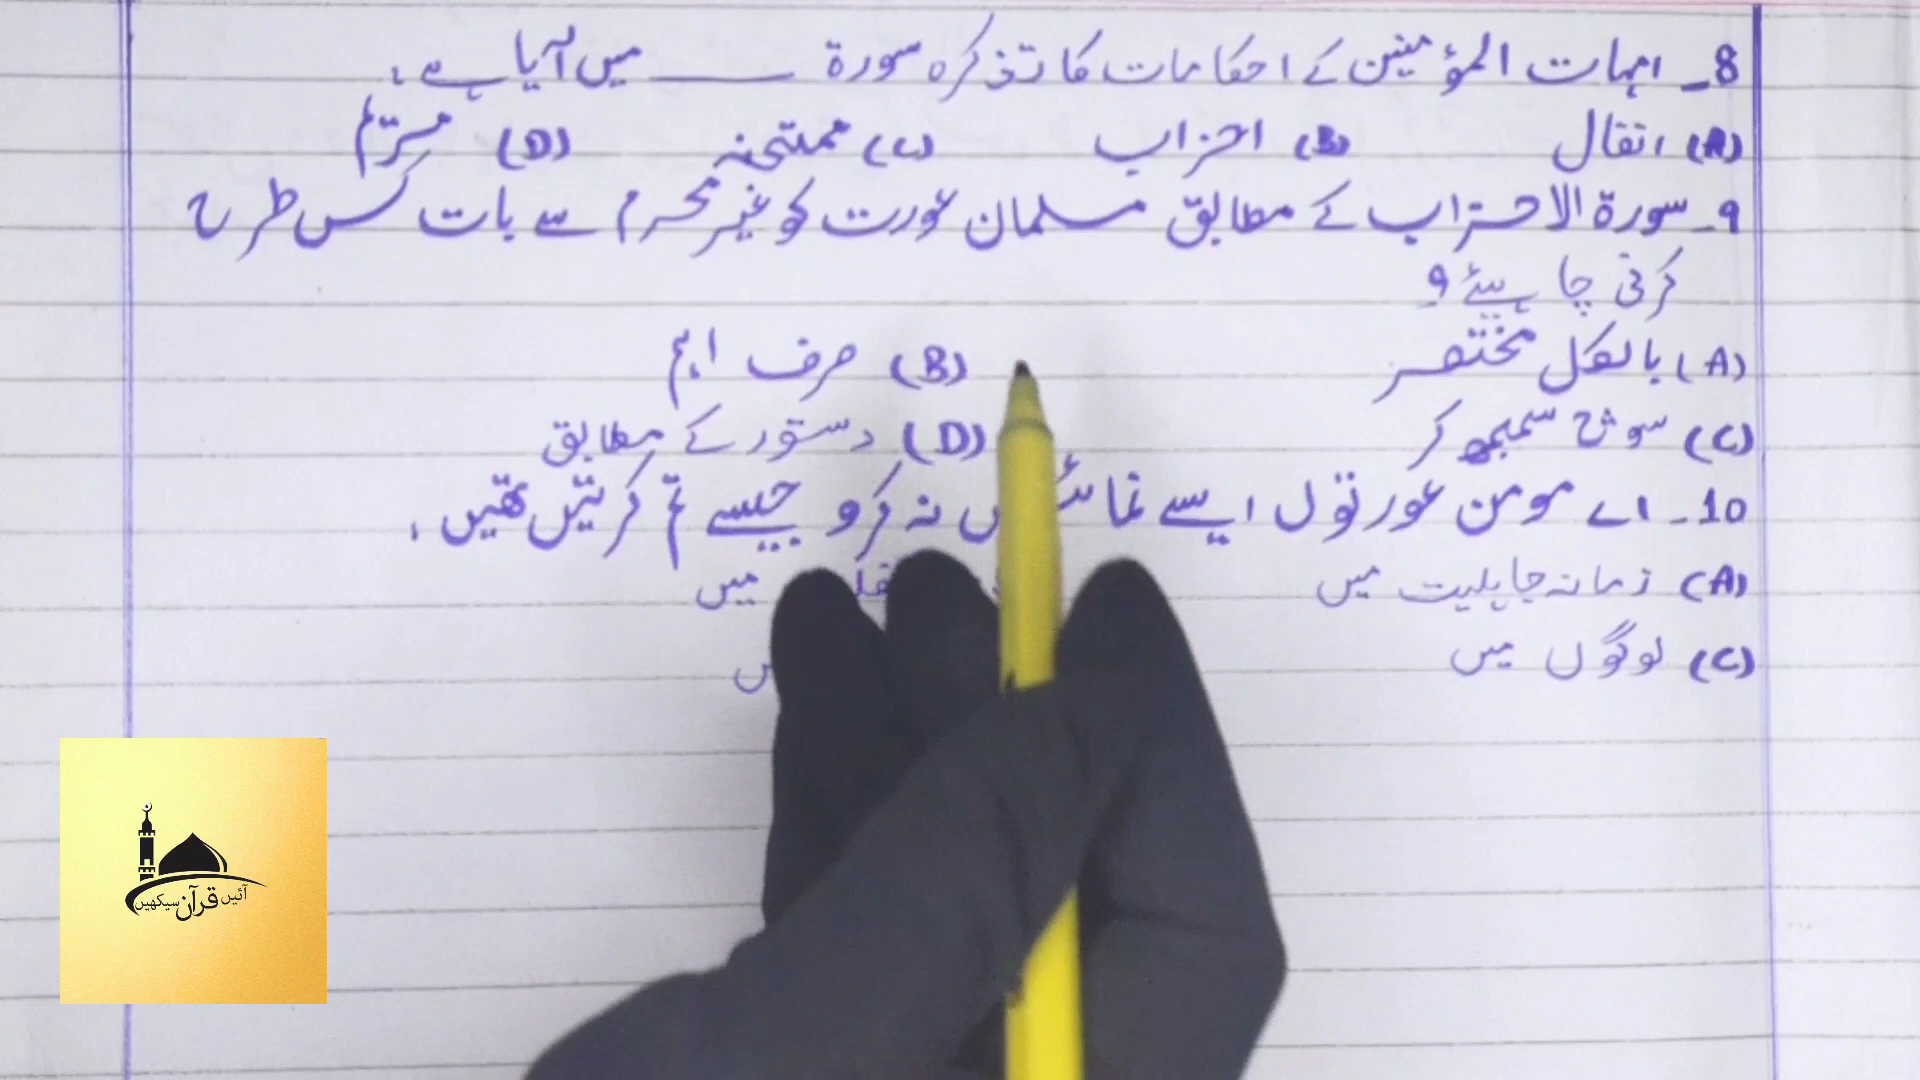 8۔ امہات المؤمنین کے احکامات کا تذکرہ سورۃ ______ میں آیا ہے۔
(A) انفال (B) احزاب (C) ممتحنہ (D) مریم
9۔ سورۃ الاحزاب کے مطابق مسلمان عورت کو غیر محرم سے بات کس طرح
کرنی چاہیئے؟
(A) بالکل مختصر (B) صرف اہم
(C) سوچ سمجھ کر (D) دستور کے مطابق
10۔ اے مومن عورتوں ایسے نہ کرو جیسے تم کرتیں تھیں۔
(A) زمانہ جاہلیت میں میں
(C) لوگوں میں
آئیں قرآن سیکھیں